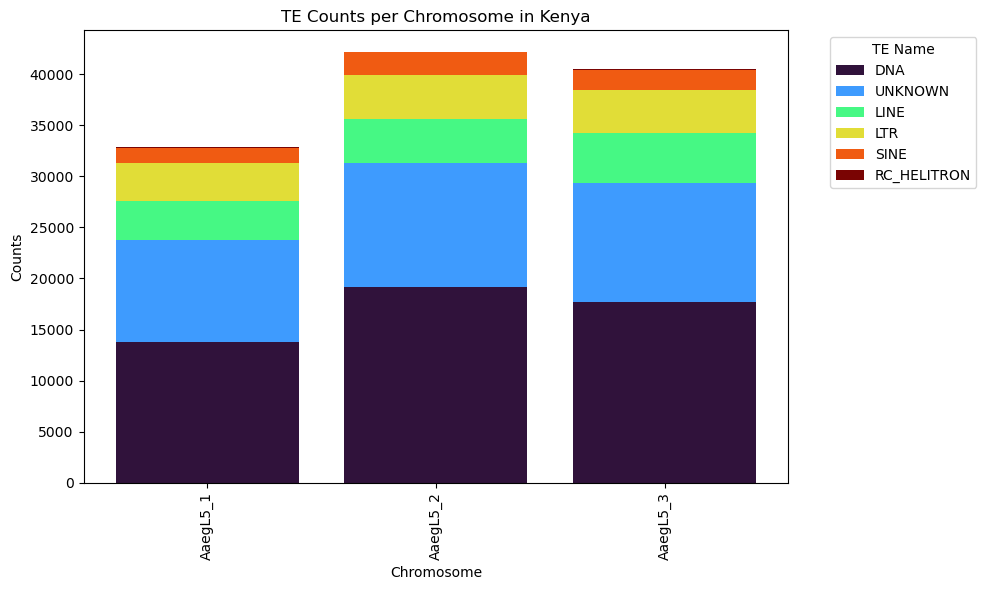 TE Counts per Chromosome in Kenya
Counts
40000
35000
30000
25000
20000
15000
10000
5000
0
AaegL5_1
AaegL5_2
AaegL5_3
Chromosome
TE Name
DNA
UNKNOWN
LINE
LTR
SINE
RC_HELITRON